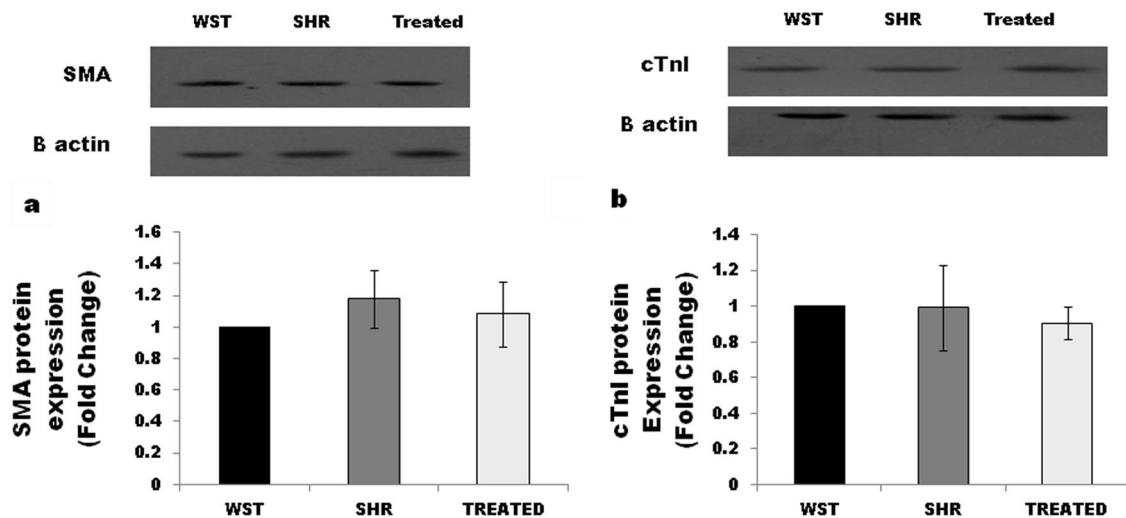 WST SHR Treated
SMA
B actin
a
1.6
1.4
1.2
1
0.8
0.6
0.4
0.2
0
SMA protein
expression
(Fold Change)
WST SHR TREATED
WST SHR Treated
cTnI
B actin
b
1.4
1.2
1
0.8
0.6
0.4
0.2
0
cTnI protein
Expression
(Fold Change)
WST SHR TREATED